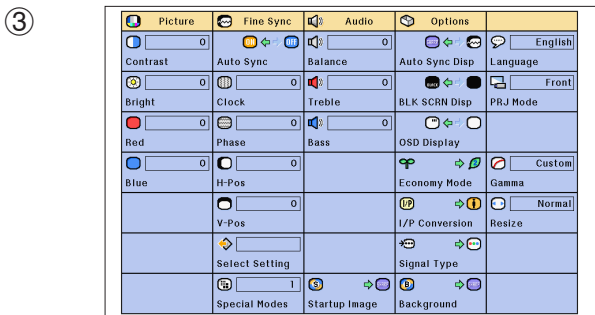 ③
Picture Fine Sync Audio Options
0 ON OFF 0 English
Contrast Auto Sync Balance Auto Sync Disp Language
0 0 0 Front
Bright Clock Treble BLK SCRN Disp PRJ Mode
0 0 0
Red Phase Bass OSD Display
0 0 Custom
Blue H-Pos Economy Mode Gamma
0 I/P Normal
V-Pos I/P Conversion Resize
Select Setting Signal Type
1 S B
Special Modes Startup Image Background